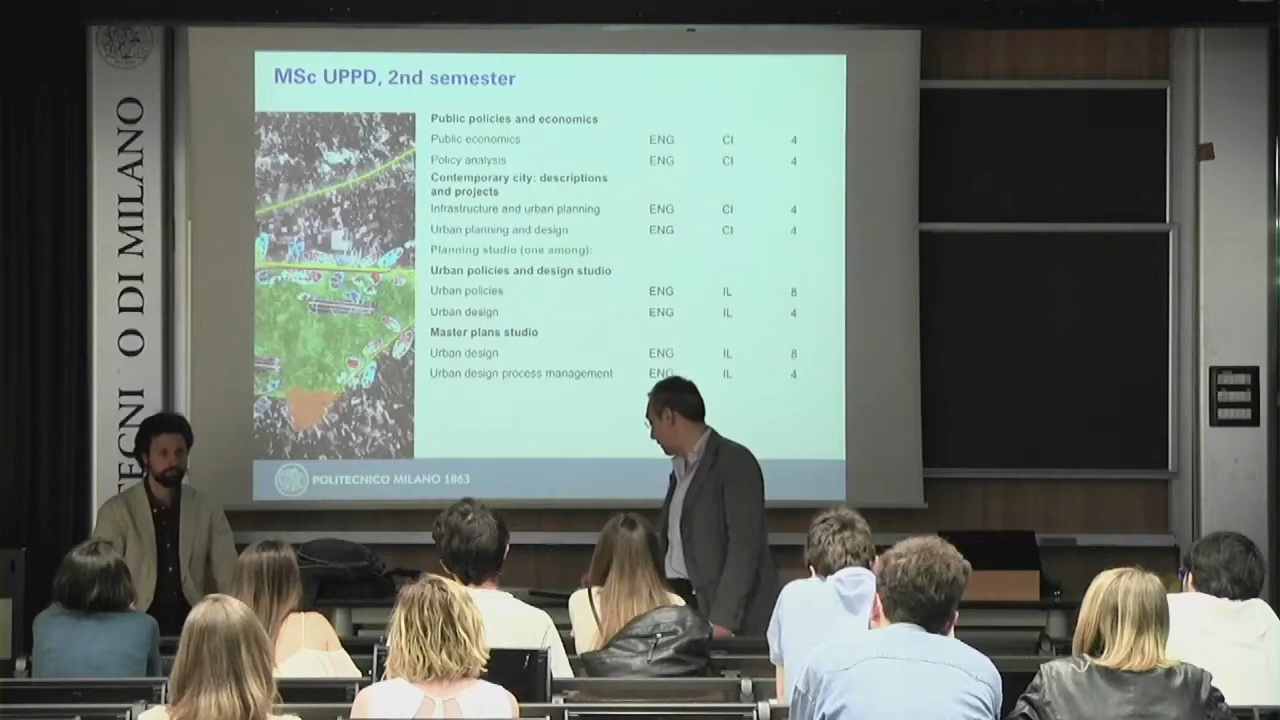 TECNI O DI MILANO
MSc UPPD, 2nd semester
Public policies and economics
Public economics ENG CI 4
Policy analysis ENG CI 4
Contemporary city: descriptions
and projects
Infrastructure and urban planning ENG CI 4
Urban planning and design ENG CI 4
Planning studio (one among):
Urban policies and design studio
Urban policies ENG IL 8
Urban design ENG IL 4
Master plans studio
Urban design ENG IL 8
Urban design process management ENG IL 4
POLITECNICO MILANO 1863